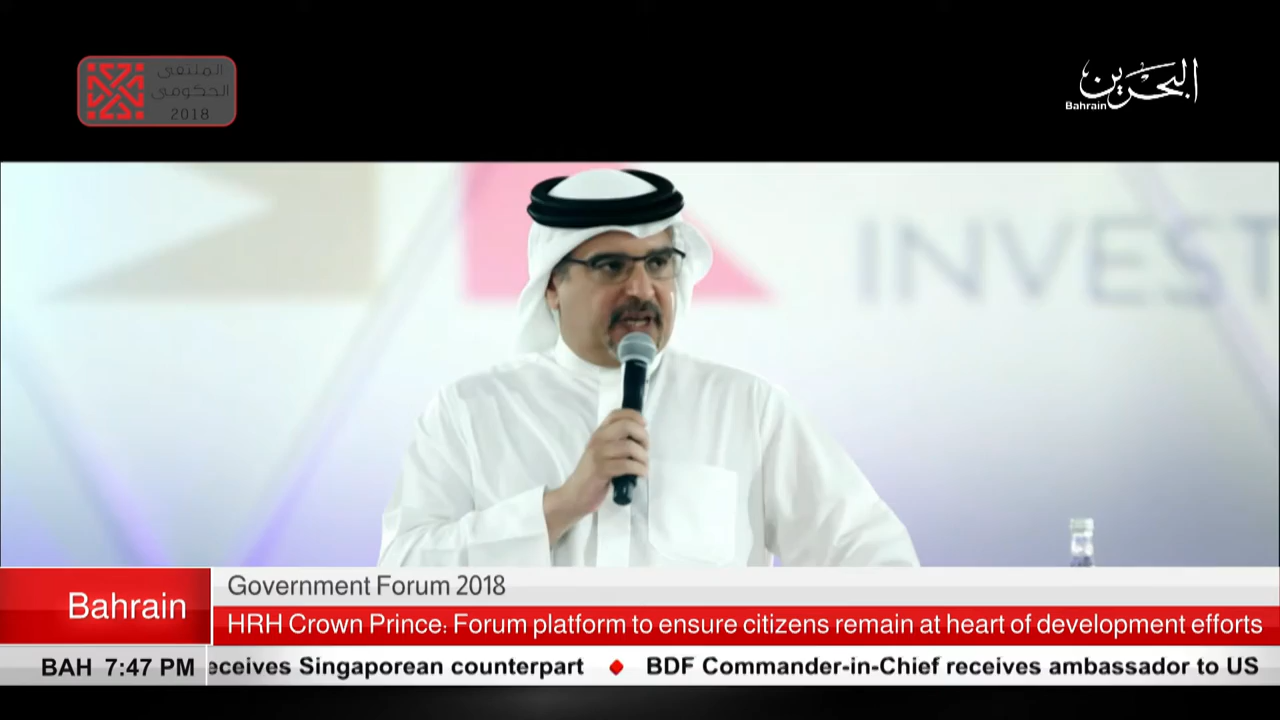 الملتقى
الحكومي
2018
البحرين
Bahrain
INVEST
Bahrain
Government Forum 2018
HRH Crown Prince: Forum platform to ensure citizens remain at heart of development efforts
BAH 7:47 PM
eceives Singaporean counterpart ♦ BDF Commander-in-Chief receives ambassador to US